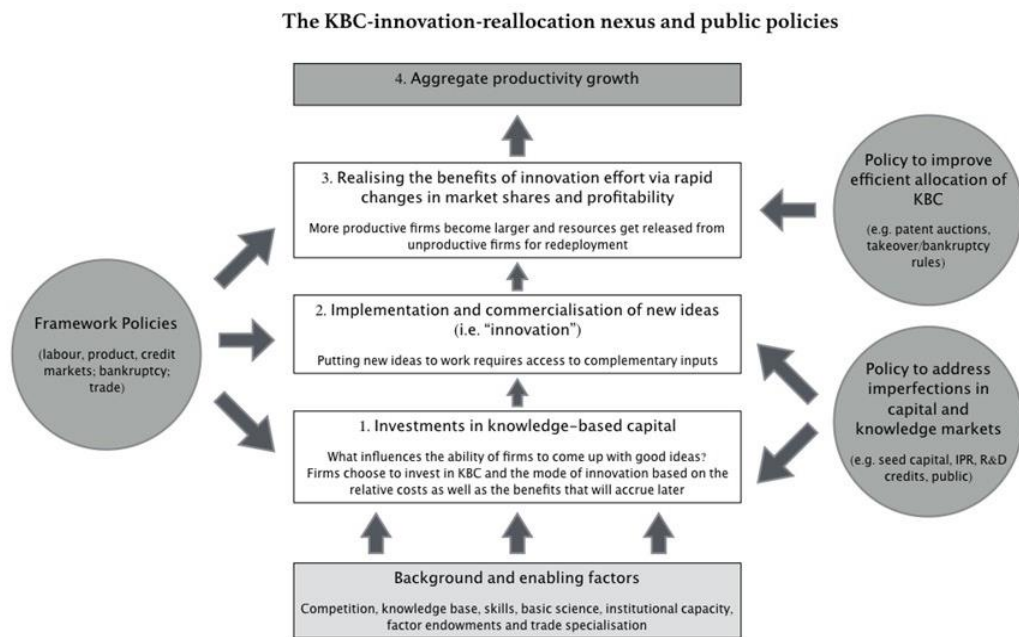 The KBC-innovation-reallocation nexus and public policies
4. Aggregate productivity growth
3. Realising the benefits of innovation effort via rapid
changes in market shares and profitability
More productive firms become larger and resources get released from
unproductive firms for redeployment
2. Implementation and commercialisation of new ideas
(i.e. “innovation”)
Putting new ideas to work requires access to complementary inputs
1. Investments in knowledge-based capital
What influences the ability of firms to come up with good ideas?
Firms choose to invest in KBC and the mode of innovation based on the
relative costs as well as the benefits that will accrue later
Background and enabling factors
Competition, knowledge base, skills, basic science, institutional capacity,
factor endowments and trade specialisation
Framework Policies
(labour, product, credit
markets; bankruptcy;
trade)
Policy to improve
efficient allocation of
KBC
(e.g. patent auctions,
takeover/bankruptcy
rules)
Policy to address
imperfections in
capital and
knowledge markets
(e.g. seed capital, IPR, R&D
credits, public)